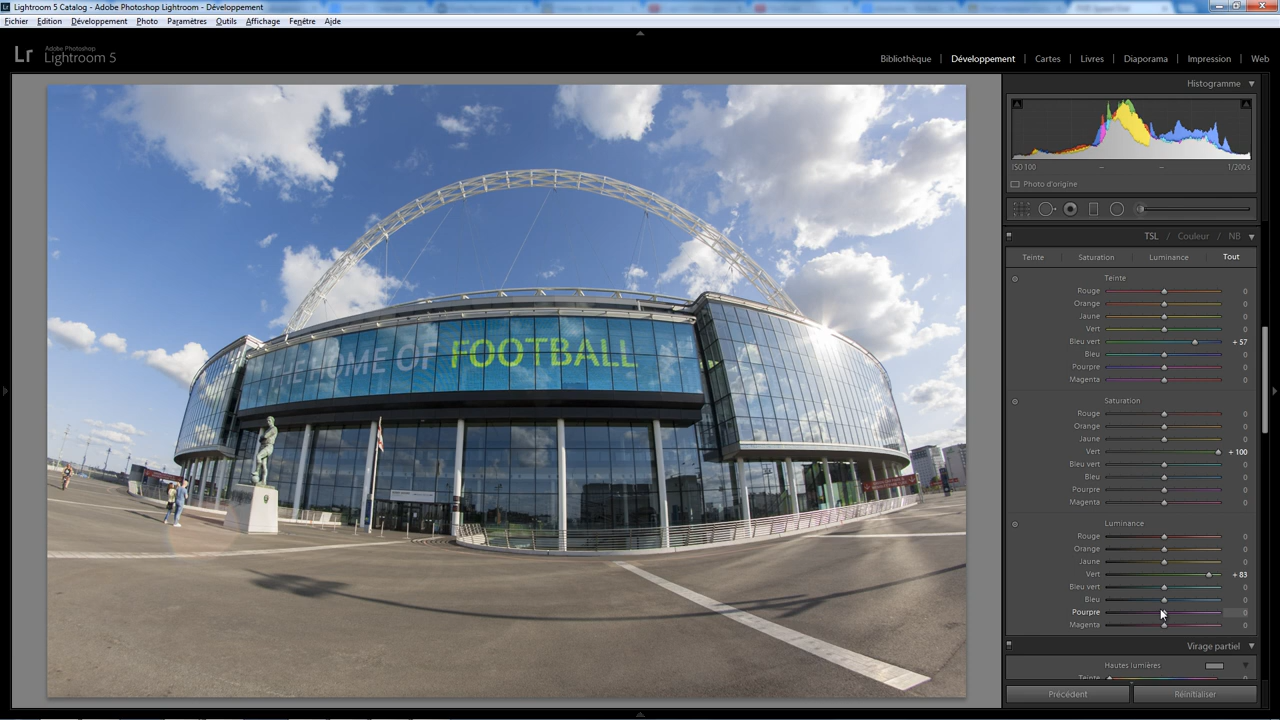 Lightroom 5 Catalog - Adobe Photoshop Lightroom - Développement
Fichier Edition Développement Photo Paramètres Outils Affichage Fenêtre Aide
Lr Adobe Photoshop
Lightroom 5
Bibliothèque | Développement | Cartes | Livres | Diaporama | Impression | Web
THE HOME OF FOOTBALL
Histogramme
ISO 100 – – 1/200 s
Photo d'origine
TSL / Couleur / NB
Teinte Saturation Luminance Tout
Teinte
Rouge 0
Orange 0
Jaune 0
Vert 0
Bleu vert + 57
Bleu 0
Pourpre 0
Magenta 0
Saturation
Rouge 0
Orange 0
Jaune 0
Vert + 100
Bleu vert 0
Bleu 0
Pourpre 0
Magenta 0
Luminance
Rouge 0
Orange 0
Jaune 0
Vert + 83
Bleu vert 0
Bleu 0
Pourpre 0
Magenta 0
Virage partiel
Hautes lumières
Teinte 0
Précédent Réinitialiser